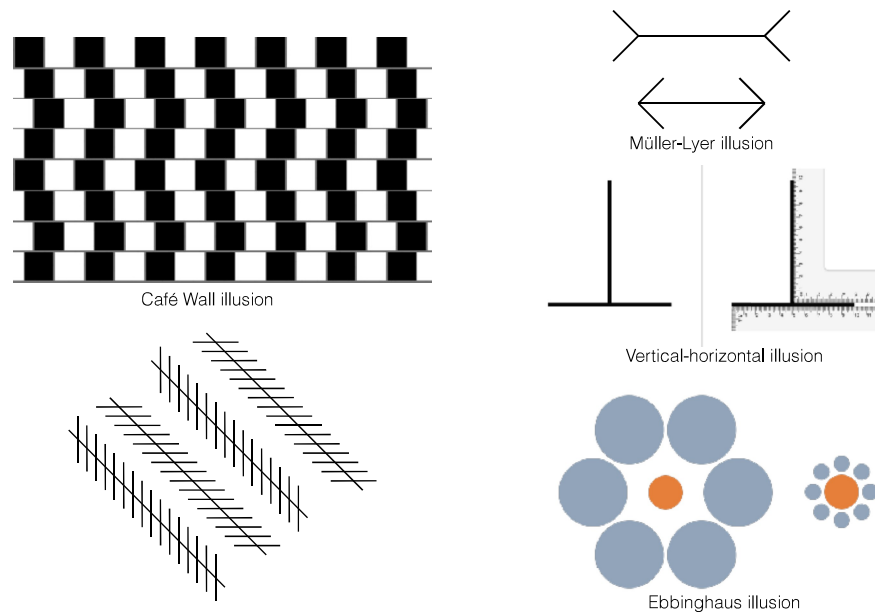 Müller-Lyer illusion
Café Wall illusion
Vertical-horizontal illusion
Ebbinghaus illusion